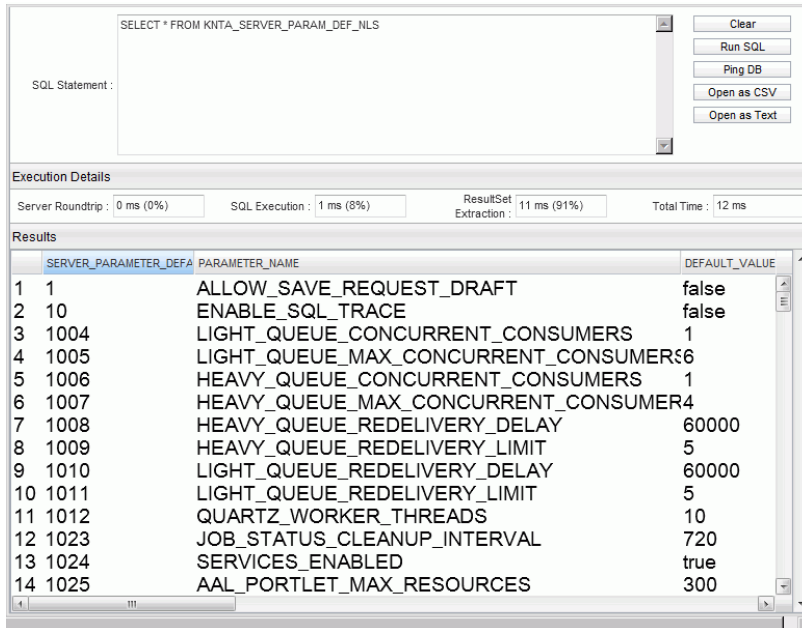 SELECT * FROM KNTA_SERVER_PARAM_DEF_NLS
SQL Statement :
Clear
Run SQL
Ping DB
Open as CSV
Open as Text
Execution Details
Server Roundtrip : 0 ms (0%) SQL Execution : 1 ms (8%) ResultSet Extraction : 11 ms (91%) Total Time : 12 ms
Results
SERVER_PARAMETER_DEFA PARAMETER_NAME DEFAULT_VALUE
1 1 ALLOW_SAVE_REQUEST_DRAFT false
2 10 ENABLE_SQL_TRACE false
3 1004 LIGHT_QUEUE_CONCURRENT_CONSUMERS 1
4 1005 LIGHT_QUEUE_MAX_CONCURRENT_CONSUMERS 6
5 1006 HEAVY_QUEUE_CONCURRENT_CONSUMERS 1
6 1007 HEAVY_QUEUE_MAX_CONCURRENT_CONSUMER 4
7 1008 HEAVY_QUEUE_REDELIVERY_DELAY 60000
8 1009 HEAVY_QUEUE_REDELIVERY_LIMIT 5
9 1010 LIGHT_QUEUE_REDELIVERY_DELAY 60000
10 1011 LIGHT_QUEUE_REDELIVERY_LIMIT 5
11 1012 QUARTZ_WORKER_THREADS 10
12 1023 JOB_STATUS_CLEANUP_INTERVAL 720
13 1024 SERVICES_ENABLED true
14 1025 AAL_PORTLET_MAX_RESOURCES 300